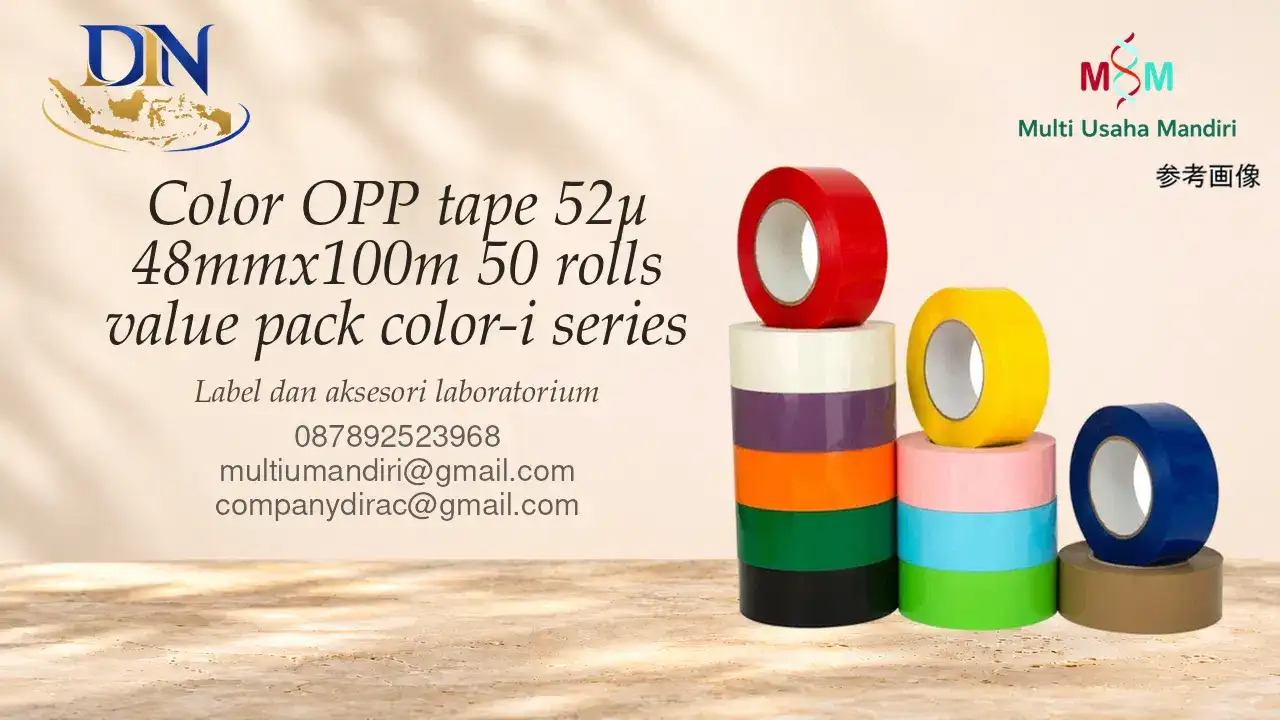 DN
MSM
Multi Usaha Mandiri
参考画像
Color OPP tape 52µ
48mmx100m 50 rolls
value pack color-i series
Label dan aksesori laboratorium
087892523968
multiumandiri@gmail.com
companydirac@gmail.com